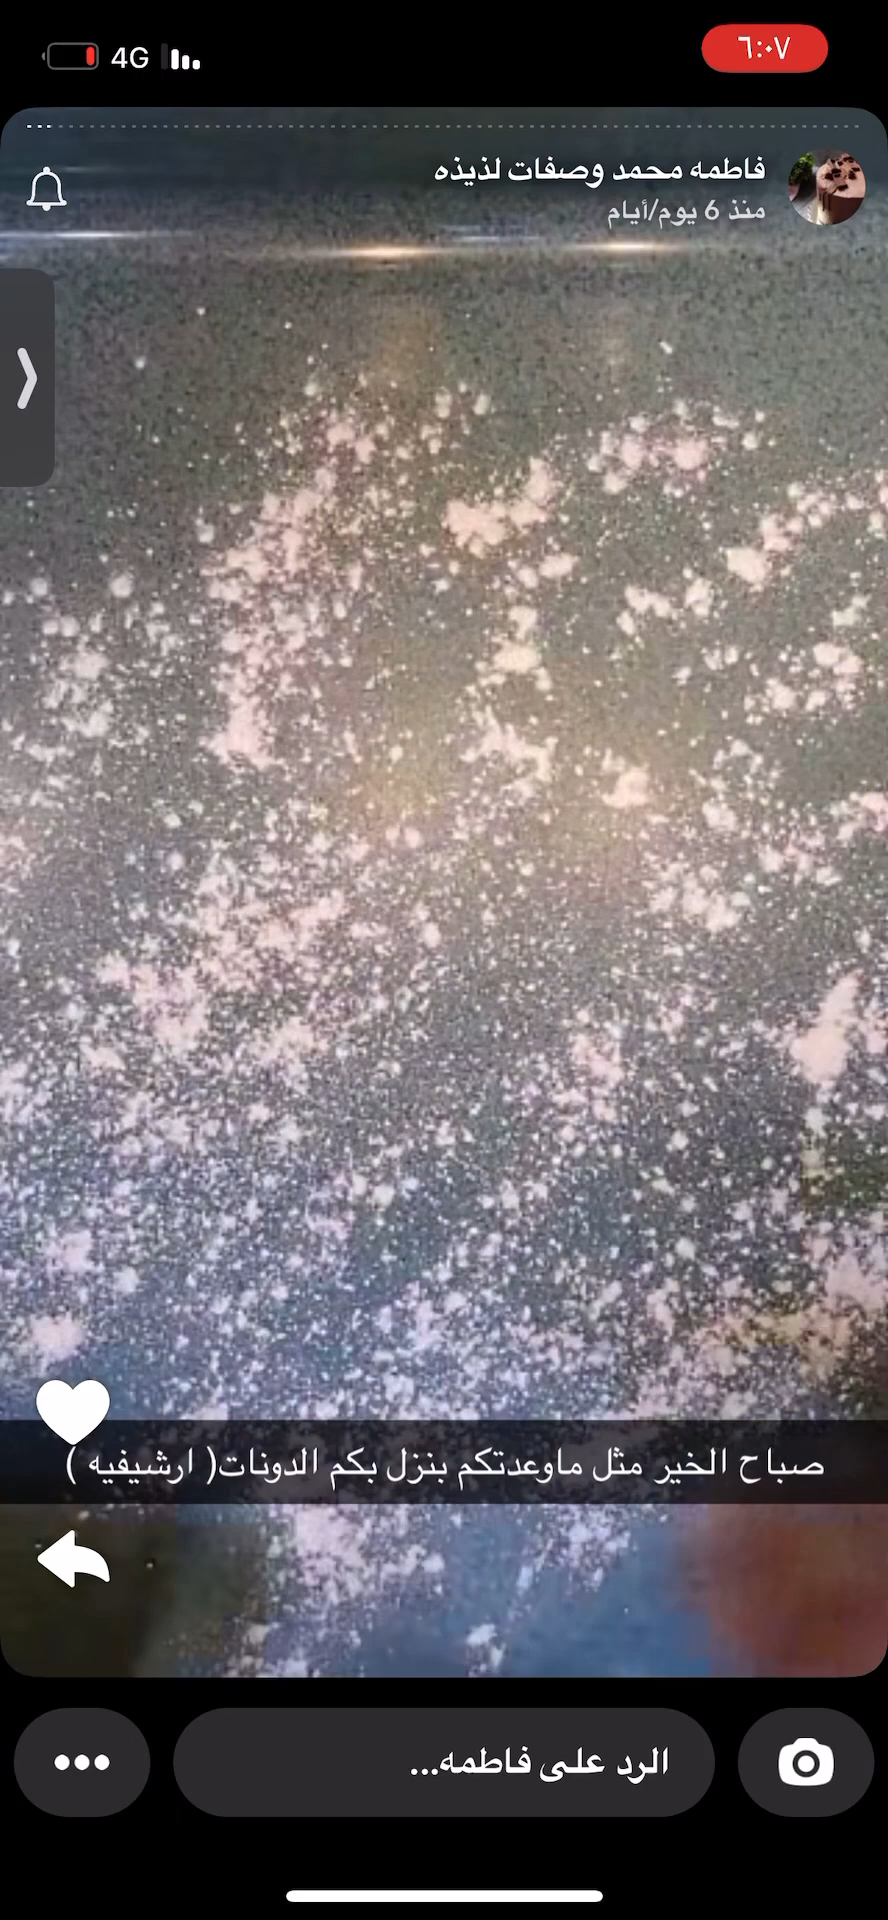 ٦:٠٧
4G
فاطمه محمد وصفات لذيذه
منذ 6 يوم/أيام
صباح الخير مثل ماوعدتكم بنزل بكم الدونات( ارشيفيه )
الرد على فاطمه...